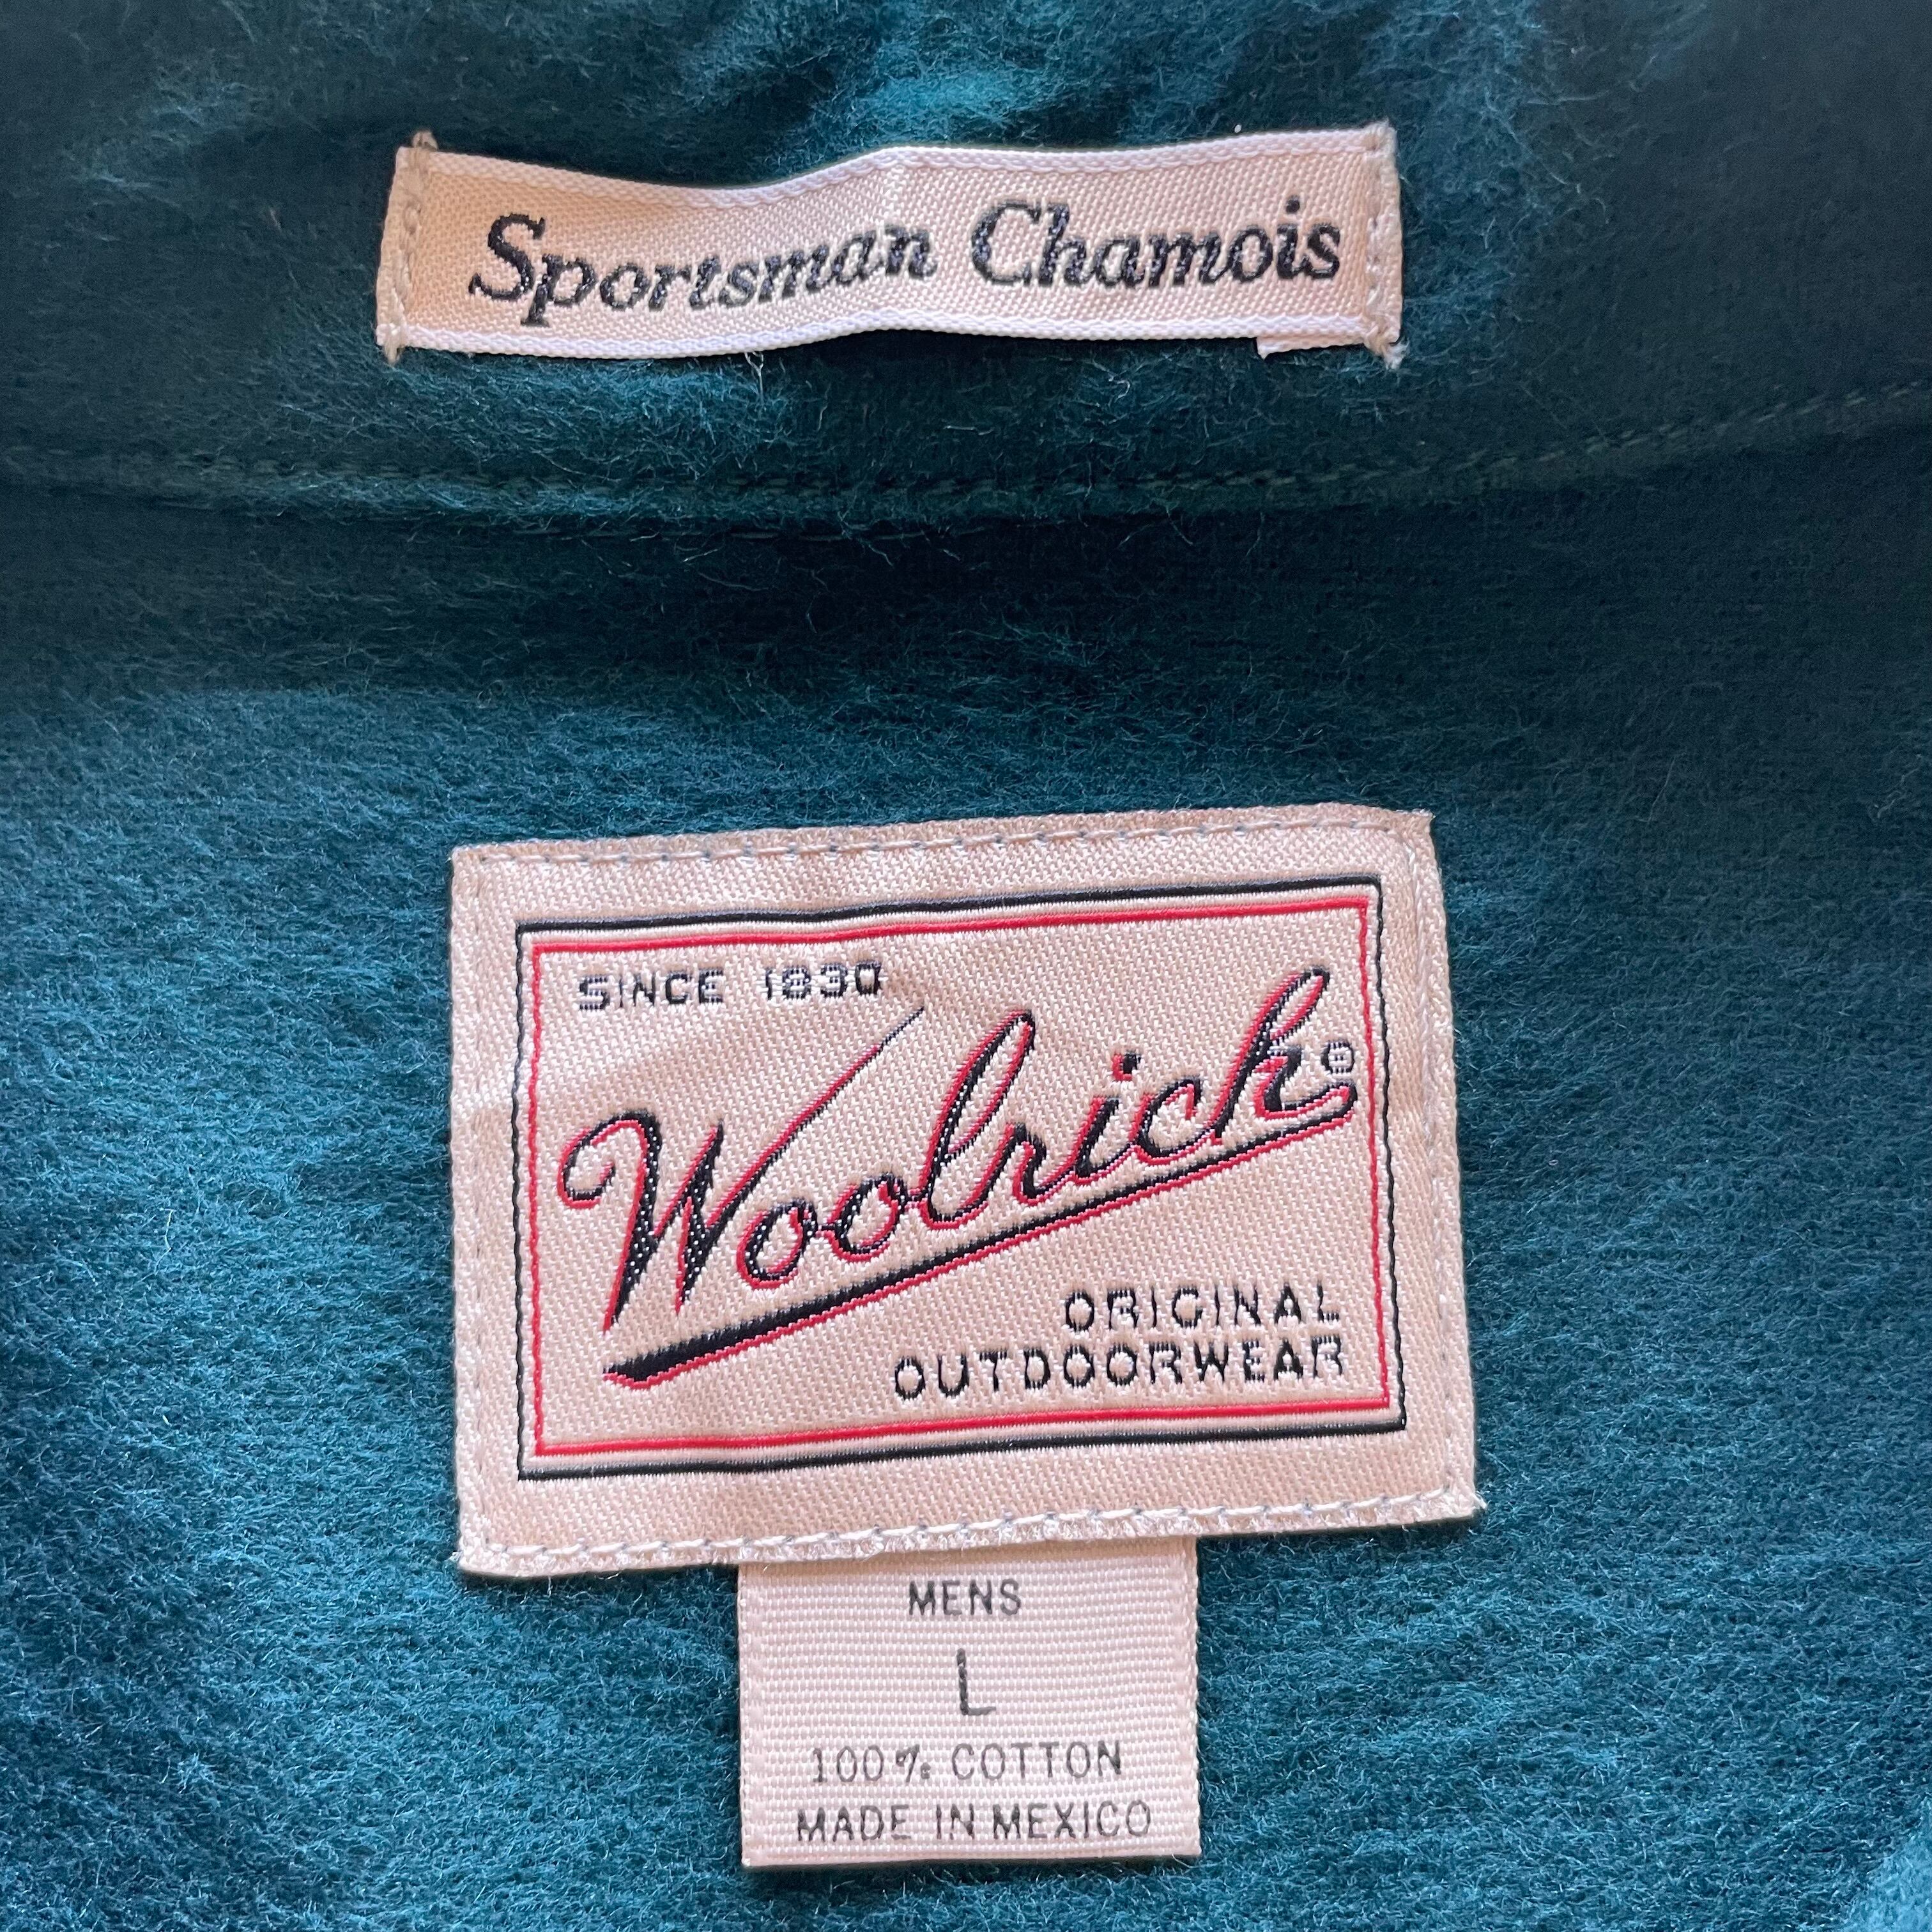 Sportsman Chamois
SINCE 1830
Woolrich®
ORIGINAL
OUTDOORWEAR
MENS
L
100% COTTON
MADE IN MEXICO